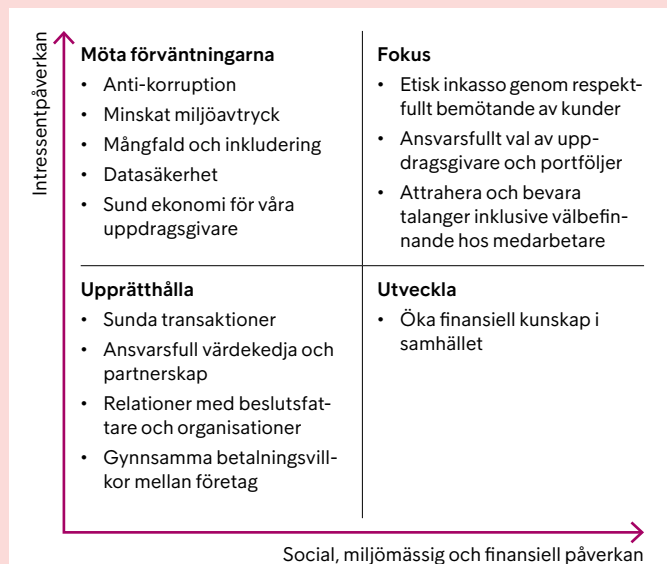 Intressentpåverkan
Möta förväntningarna
• Anti-korruption
• Minskat miljöavtryck
• Mångfald och inkludering
• Datasäkerhet
• Sund ekonomi för våra
uppdragsgivare
Fokus
• Etisk inkasso genom respekt-
fullt bemötande av kunder
• Ansvarsfullt val av upp-
dragsgivare och portföljer
• Attrahera och bevara
talanger inklusive välbefin-
nande hos medarbetare
Upprätthålla
• Sunda transaktioner
• Ansvarsfull värdekedja och
partnerskap
• Relationer med beslutsfat-
tare och organisationer
• Gynnsamma betalningsvill-
kor mellan företag
Utveckla
• Öka finansiell kunskap i
samhället
Social, miljömässig och finansiell påverkan